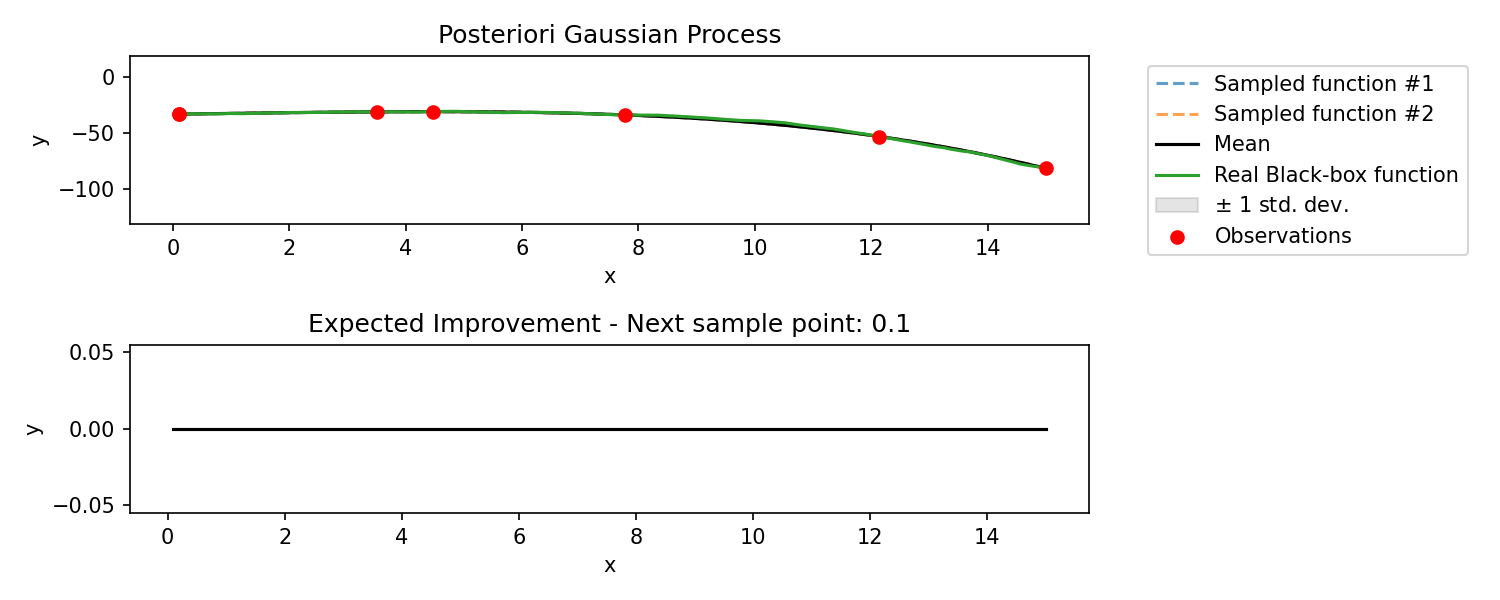 Posteriori Gaussian Process
0
−50
−100
y
0 2 4 6 8 10 12 14
x
Sampled function #1
Sampled function #2
Mean
Real Black-box function
± 1 std. dev.
Observations
Expected Improvement - Next sample point: 0.1
0.05
0.00
−0.05
y
0 2 4 6 8 10 12 14
x